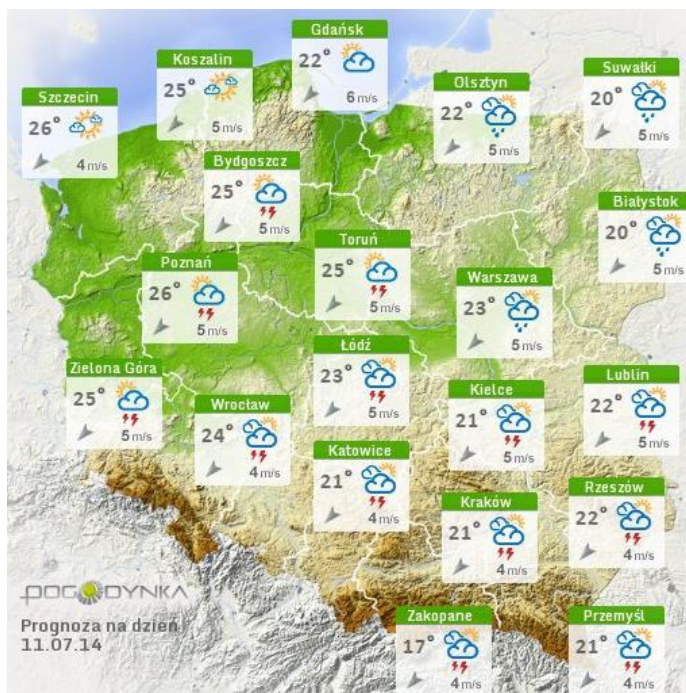 Gdańsk
22°
6 m/s
Koszalin
25°
5 m/s
Suwałki
20°
5 m/s
Olsztyn
22°
5 m/s
Szczecin
26°
4 m/s
Bydgoszcz
25°
5 m/s
Białystok
20°
5 m/s
Toruń
25°
5 m/s
Poznań
26°
5 m/s
Warszawa
23°
5 m/s
Łódź
23°
5 m/s
Zielona Góra
25°
5 m/s
Lublin
22°
5 m/s
Kielce
21°
5 m/s
Wrocław
24°
4 m/s
Katowice
21°
4 m/s
Rzeszów
22°
4 m/s
Kraków
21°
4 m/s
POGODYNKA
Prognoza na dzień
11.07.14
Zakopane
17°
4 m/s
Przemyśl
21°
4 m/s